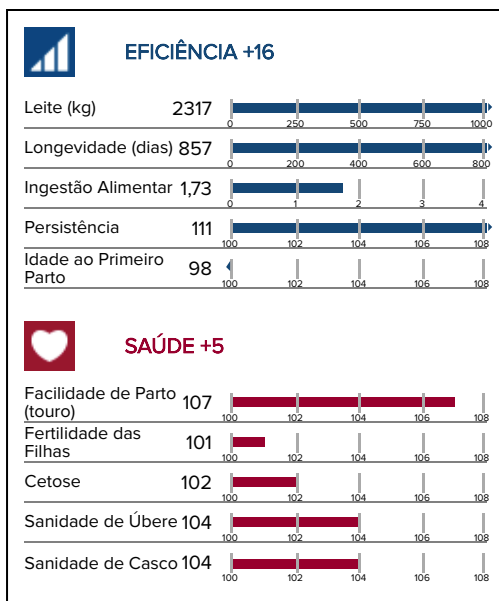 EFICIÊNCIA +16
Leite (kg) 2317
0 250 500 750 1000
Longevidade (dias) 857
0 200 400 600 800
Ingestão Alimentar 1,73
0 1 2 3 4
Persistência 111
100 102 104 106 108
Idade ao Primeiro
Parto 98
100 102 104 106 108
SAÚDE +5
Facilidade de Parto
(touro) 107
100 102 104 106 108
Fertilidade das
Filhas 101
100 102 104 106 108
Cetose 102
100 102 104 106 108
Sanidade de Úbere 104
100 102 104 106 108
Sanidade de Casco 104
100 102 104 106 108